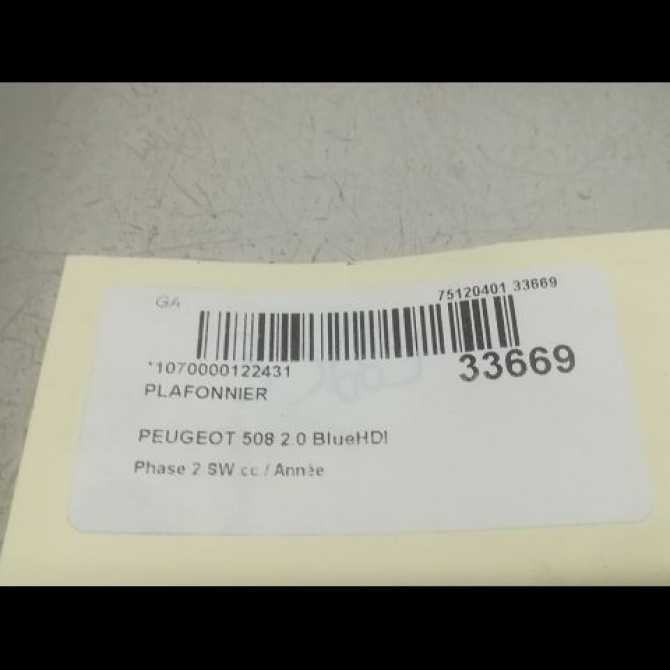 GA
75120401 33669
*1070000122431
33669
PLAFONNIER
PEUGEOT 508 2.0 BlueHDI
Phase 2 SW cc / Année